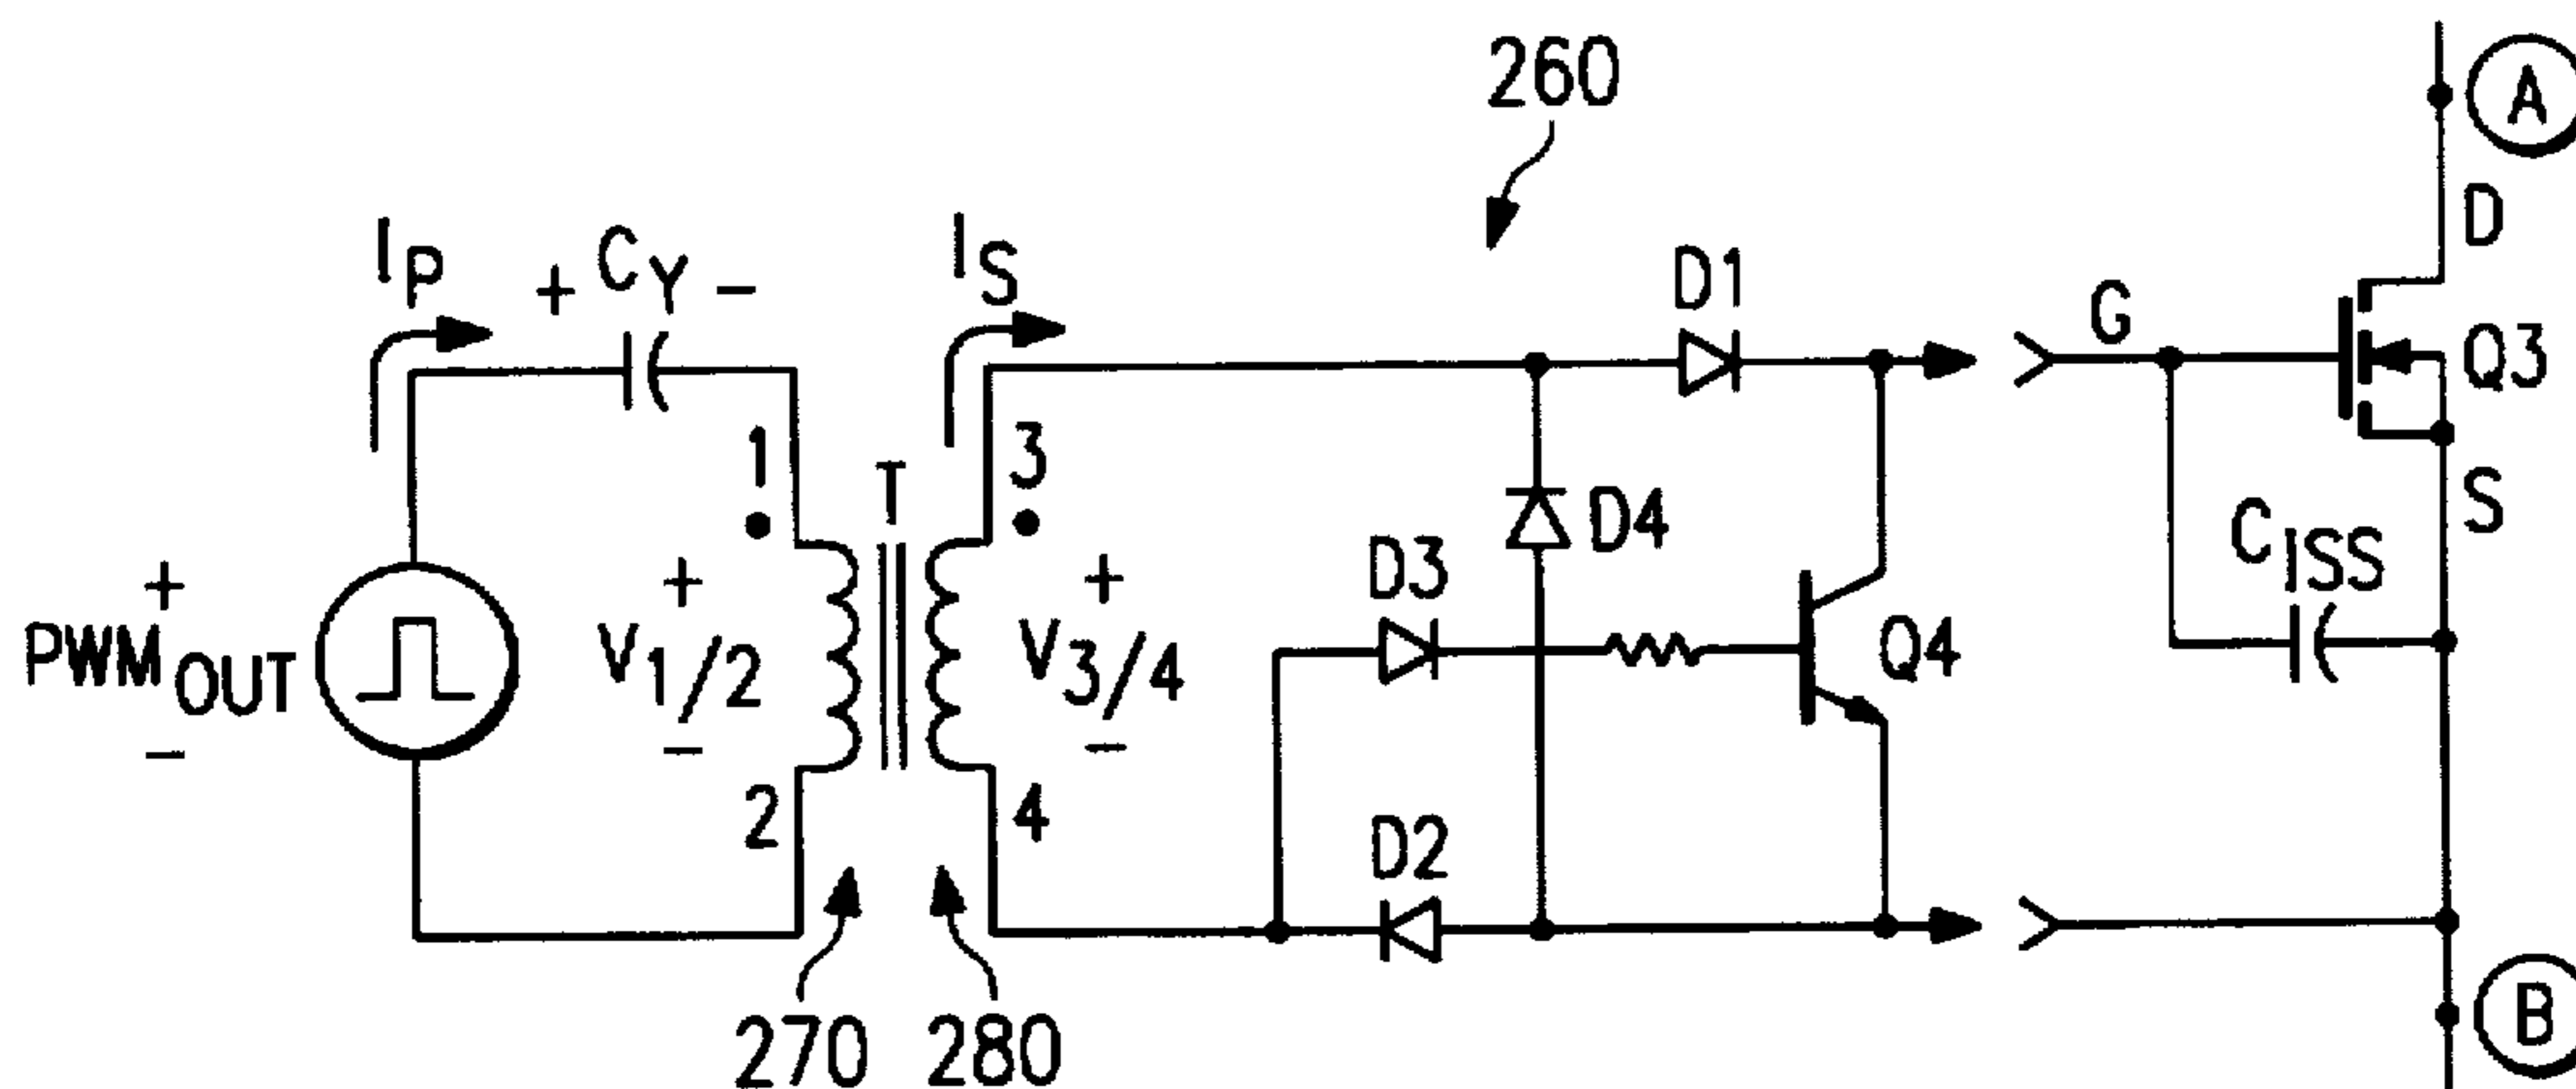 260
A
D
I_P
+ C_Y -
I_S
D1
G
Q3
1
T
3
S
+
PWM_OUT
-
+
V_1/2
-
+
V_3/4
-
D3
D4
Q4
C_ISS
2
4
D2
270
280
B